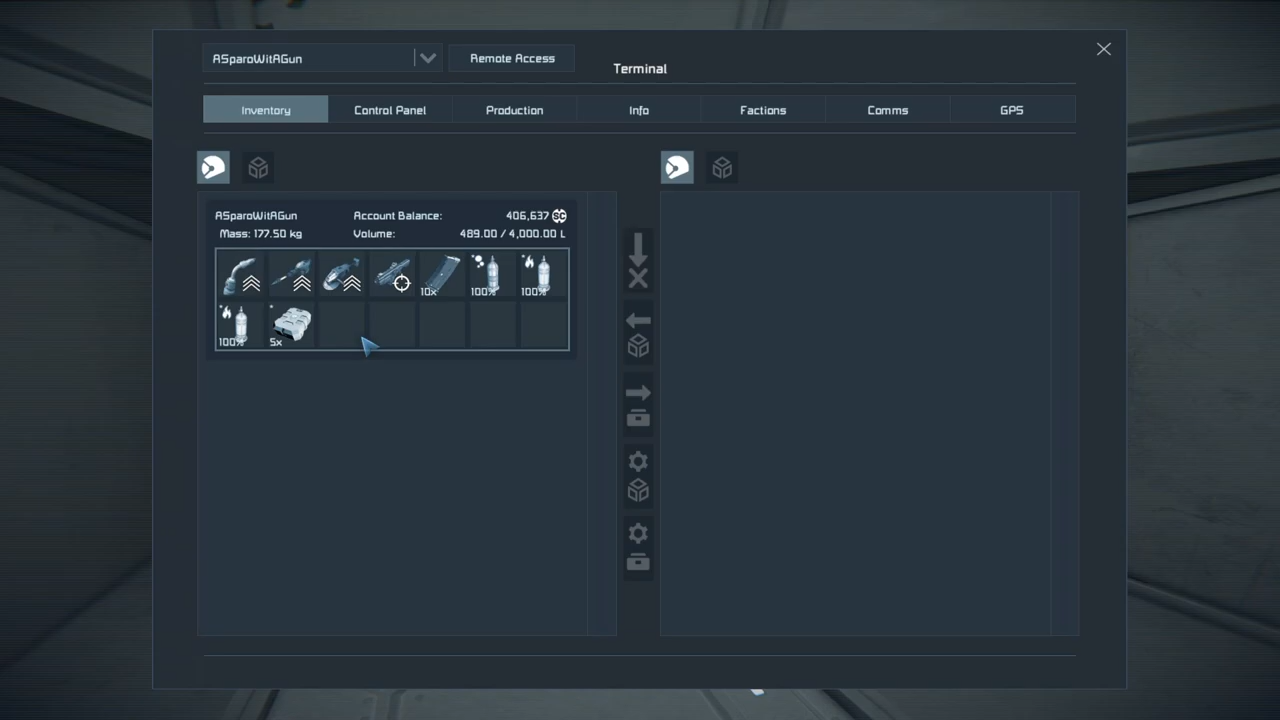 ASparoWitAGun
Remote Access
Terminal
Inventory
Control Panel
Production
Info
Factions
Comms
GPS
ASparoWitAGun
Account Balance:
406,637 SC
Mass: 177.50 kg
Volume:
489.00 / 4,000.00 L
10x
100%
100%
100%
5x